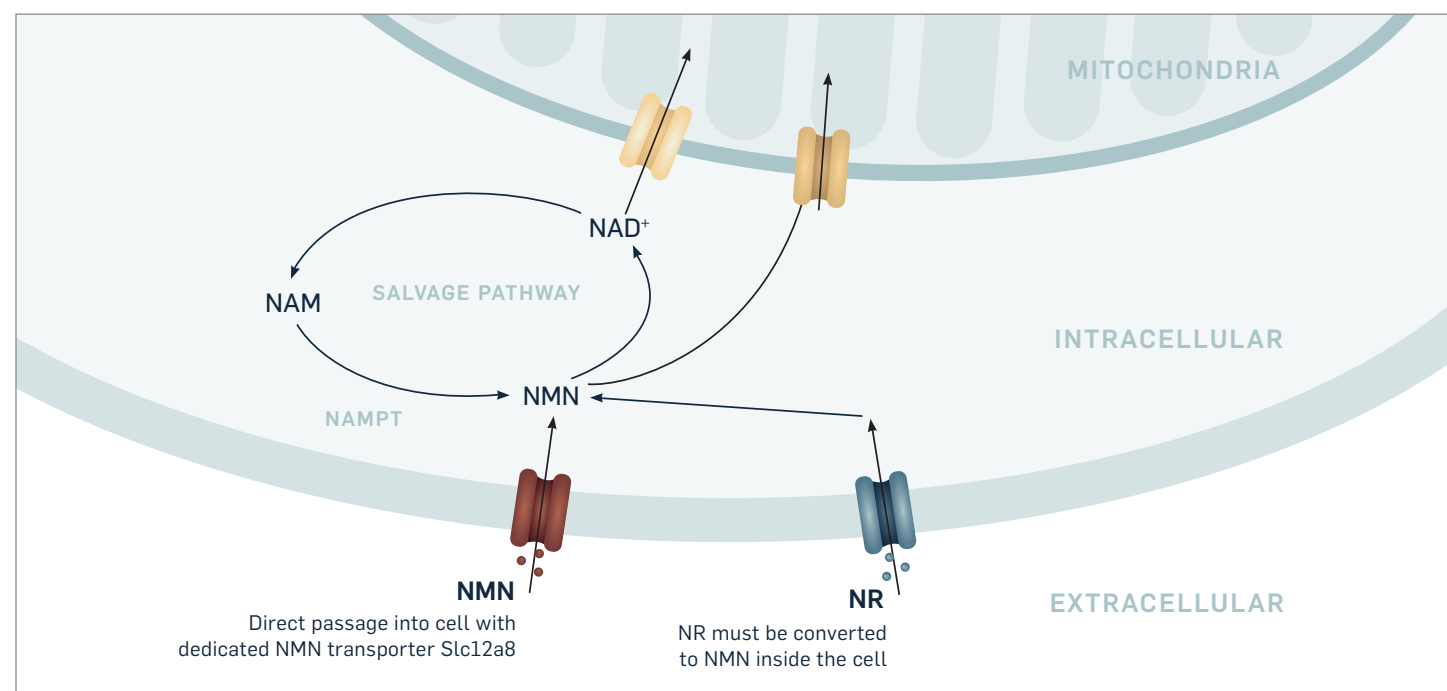 MITOCHONDRIA
NAD⁺
SALVAGE PATHWAY
NAM
INTRACELLULAR
NMN
NAMPT
NMN
Direct passage into cell with
dedicated NMN transporter Slc12a8
NR
NR must be converted
to NMN inside the cell
EXTRACELLULAR